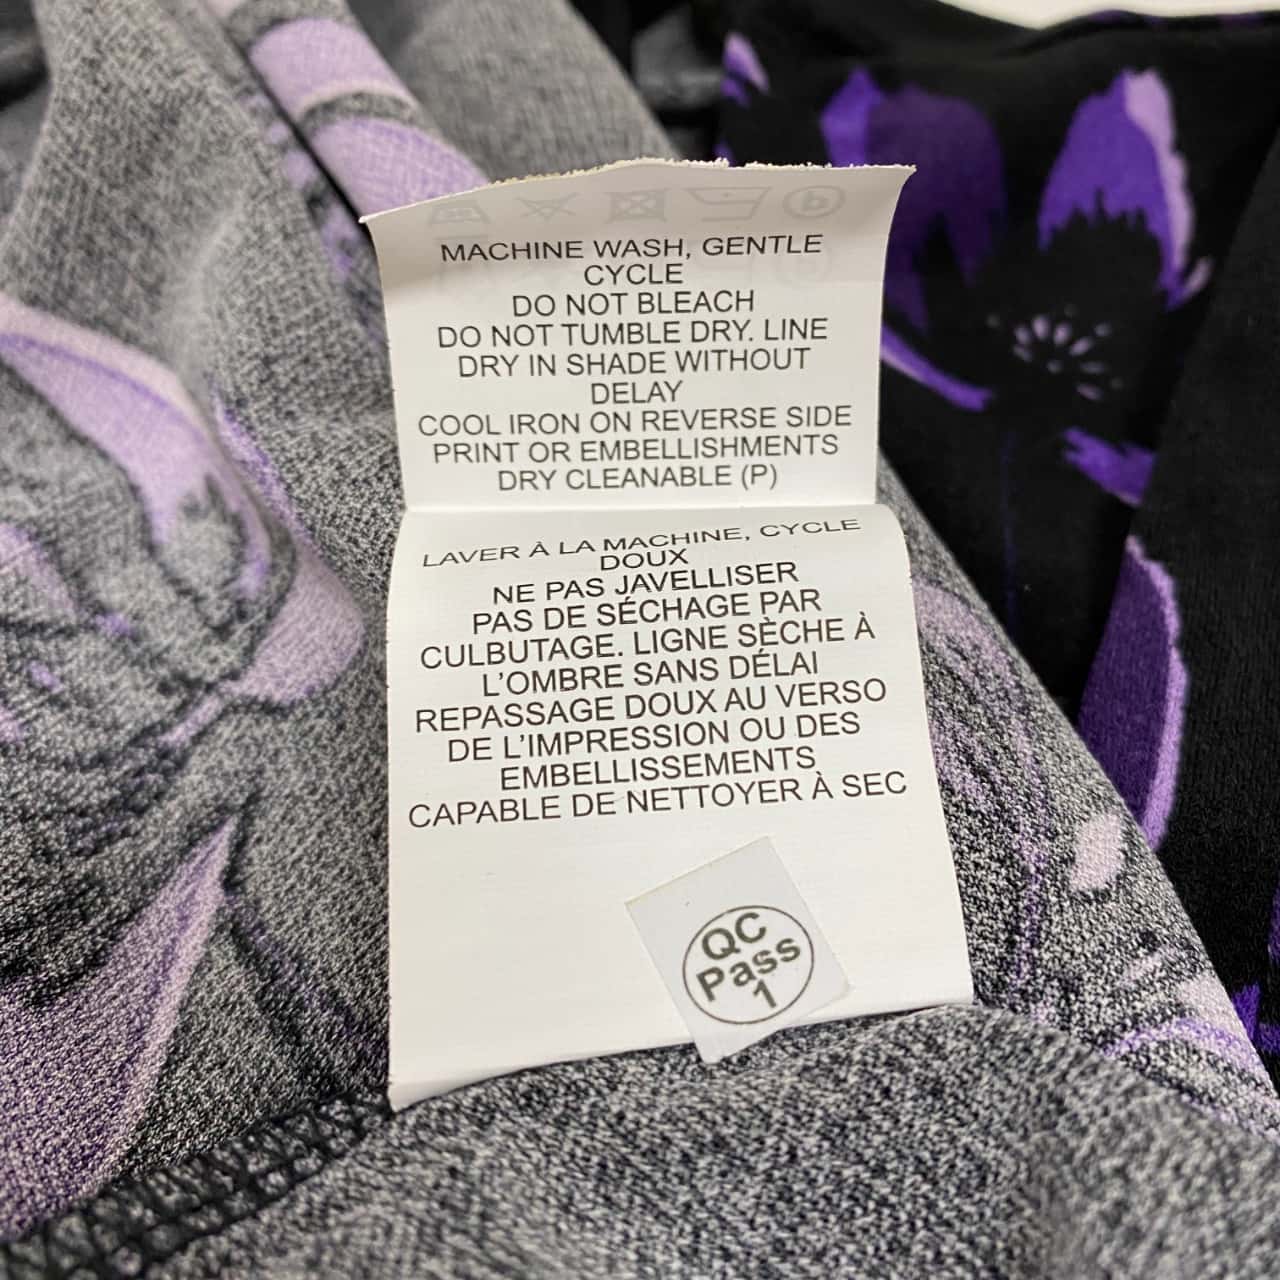 MACHINE WASH, GENTLE
CYCLE
DO NOT BLEACH
DO NOT TUMBLE DRY. LINE
DRY IN SHADE WITHOUT
DELAY
COOL IRON ON REVERSE SIDE
PRINT OR EMBELLISHMENTS
DRY CLEANABLE (P)
LAVER À LA MACHINE, CYCLE
DOUX
NE PAS JAVELLISER
PAS DE SÉCHAGE PAR
CULBUTAGE. LIGNE SÈCHE À
L'OMBRE SANS DÉLAI
REPASSAGE DOUX AU VERSO
DE L'IMPRESSION OU DES
EMBELLISSEMENTS
CAPABLE DE NETTOYER À SEC
QC
Pass
1